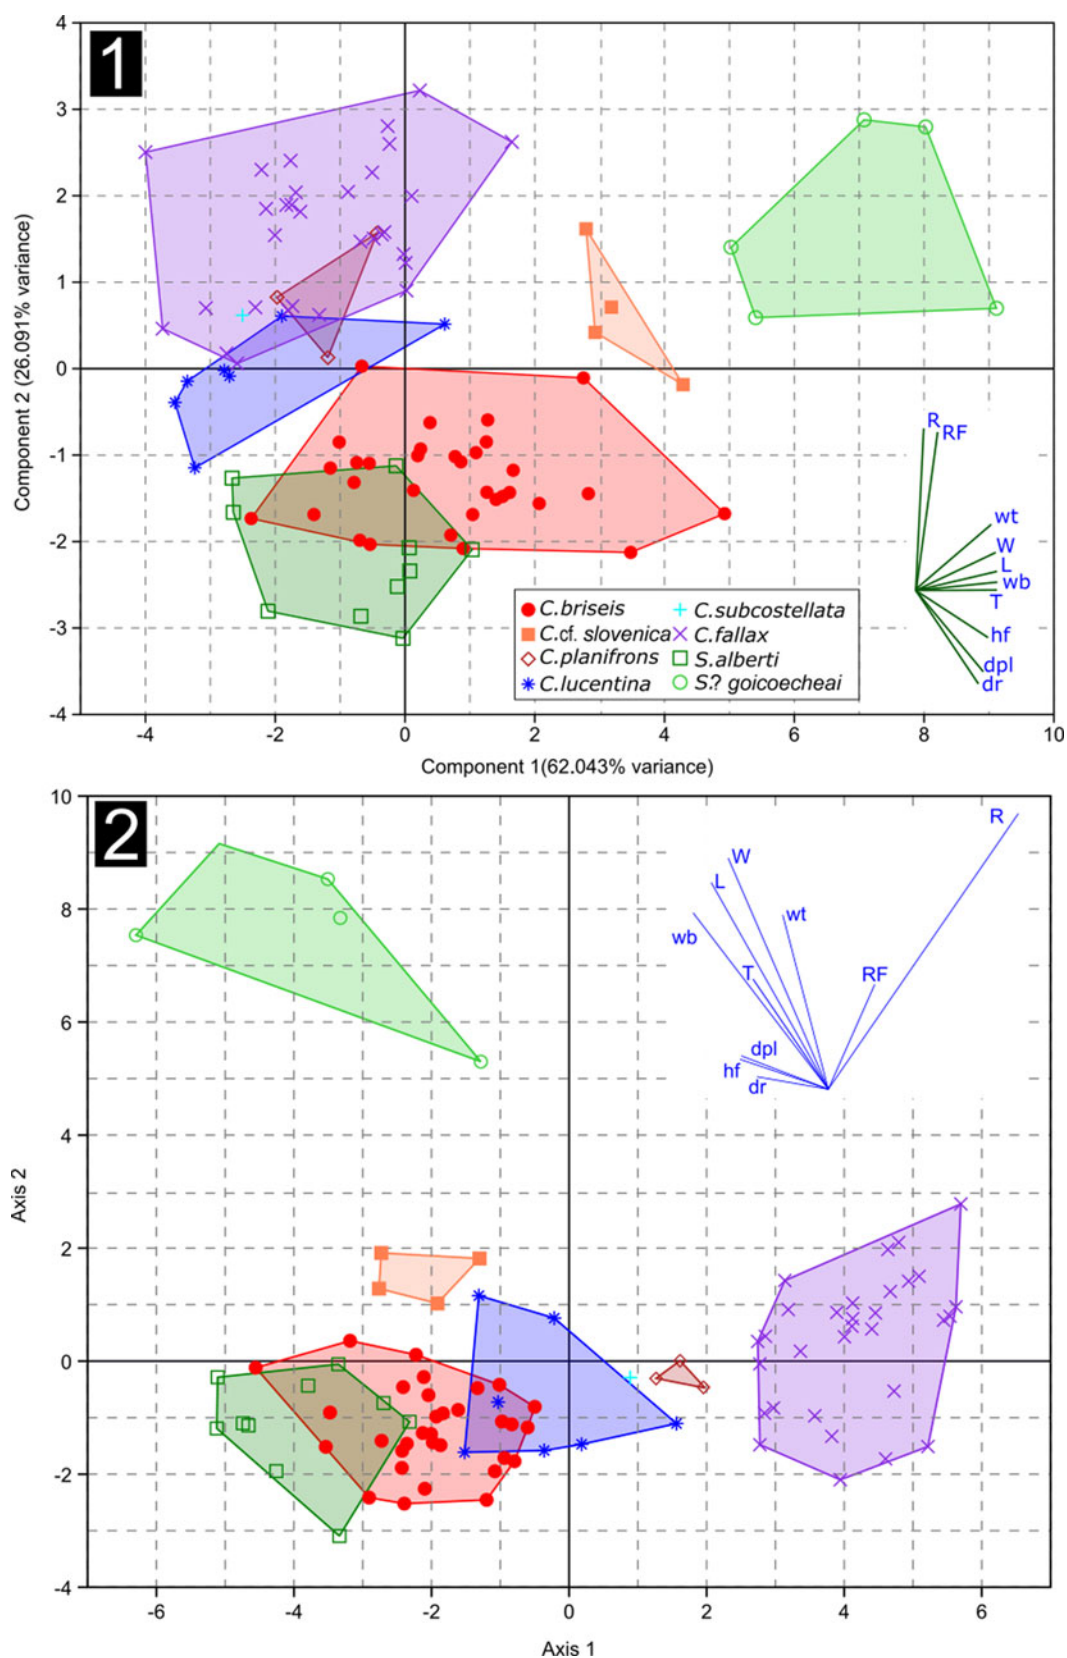 1
4
3
2
1
0
-1
-2
-3
-4
Component 2 (26.091% variance)
R
RF
wt
W
L
wb
T
hf
dpl
dr
C.briseis
C.cf. slovenica
C.planifrons
C.lucentina
C.subcostellata
C.fallax
S.alberti
S.? goicoecheai
-4 -2 0 2 4 6 8 10
Component 1(62.043% variance)
2
10
8
6
4
2
0
-2
-4
Axis 2
R
W
L
wt
wb
T
RF
dpl
hf
dr
-6 -4 -2 0 2 4 6
Axis 1